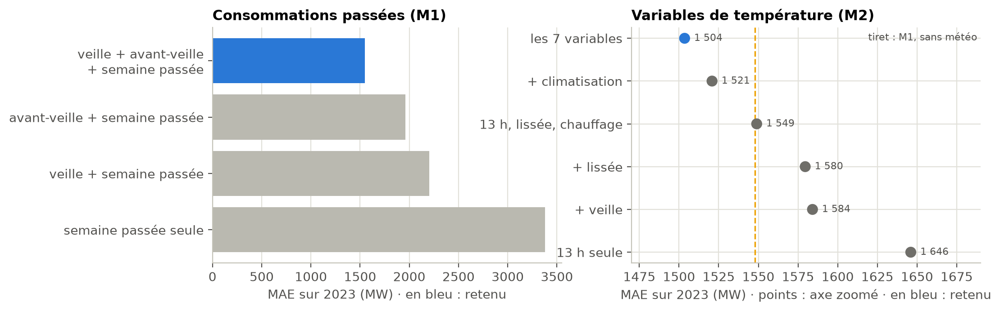 Consommations passées (M1)
veille + avant-veille
+ semaine passée
avant-veille + semaine passée
veille + semaine passée
semaine passée seule
0 500 1000 1500 2000 2500 3000 3500
MAE sur 2023 (MW) · en bleu : retenu
Variables de température (M2)
les 7 variables
1 504
tiret : M1, sans météo
+ climatisation
1 521
13 h, lissée, chauffage
1 549
+ lissée
1 580
+ veille
1 584
13 h seule
1 646
1475 1500 1525 1550 1575 1600 1625 1650 1675
MAE sur 2023 (MW) · points : axe zoomé · en bleu : retenu